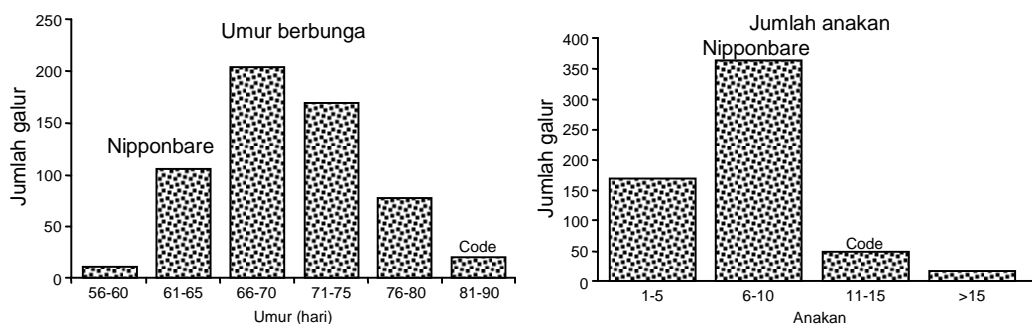 Umur berbunga
Jumlah galur
250
200
150
100
50
0
Nipponbare
Code
56-60 61-65 66-70 71-75 76-80 81-90
Umur (hari)
Jumlah anakan
Nipponbare
Jumlah galur
400
350
300
250
200
150
100
50
0
Code
1-5 6-10 11-15 >15
Anakan